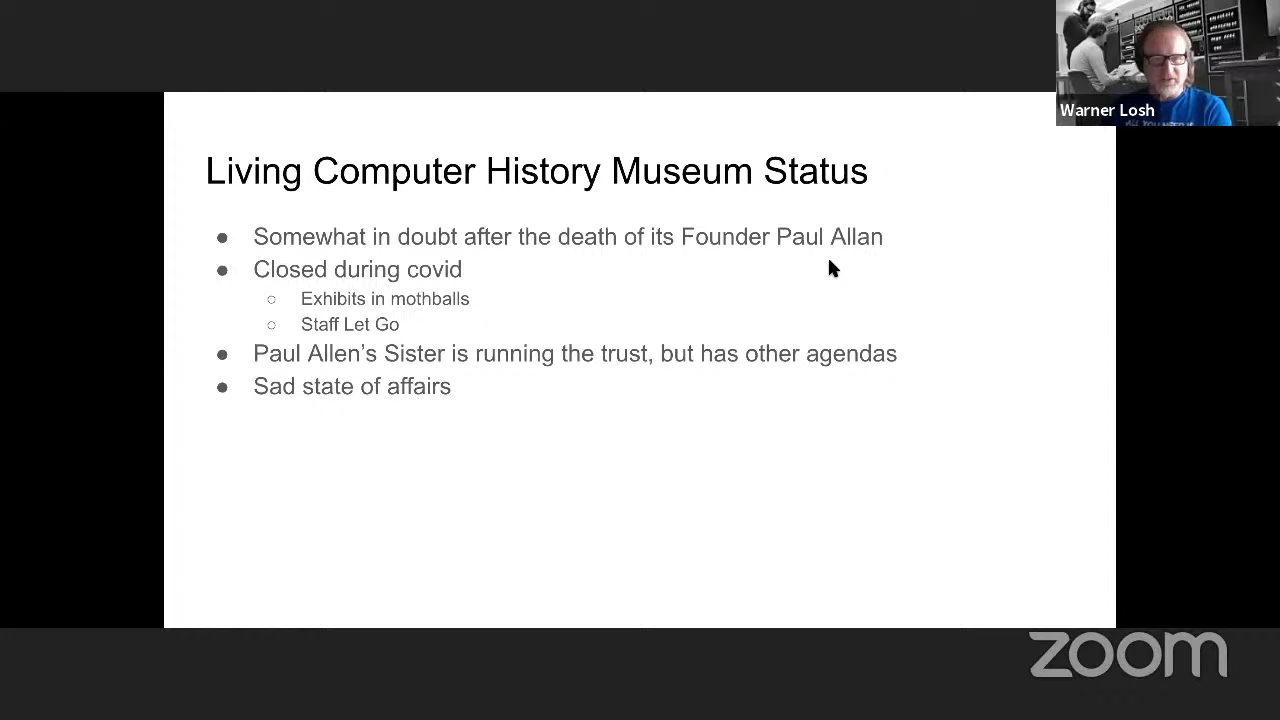 Warner Losh
Living Computer History Museum Status
● Somewhat in doubt after the death of its Founder Paul Allan
● Closed during covid
○ Exhibits in mothballs
○ Staff Let Go
● Paul Allen’s Sister is running the trust, but has other agendas
● Sad state of affairs
zoom